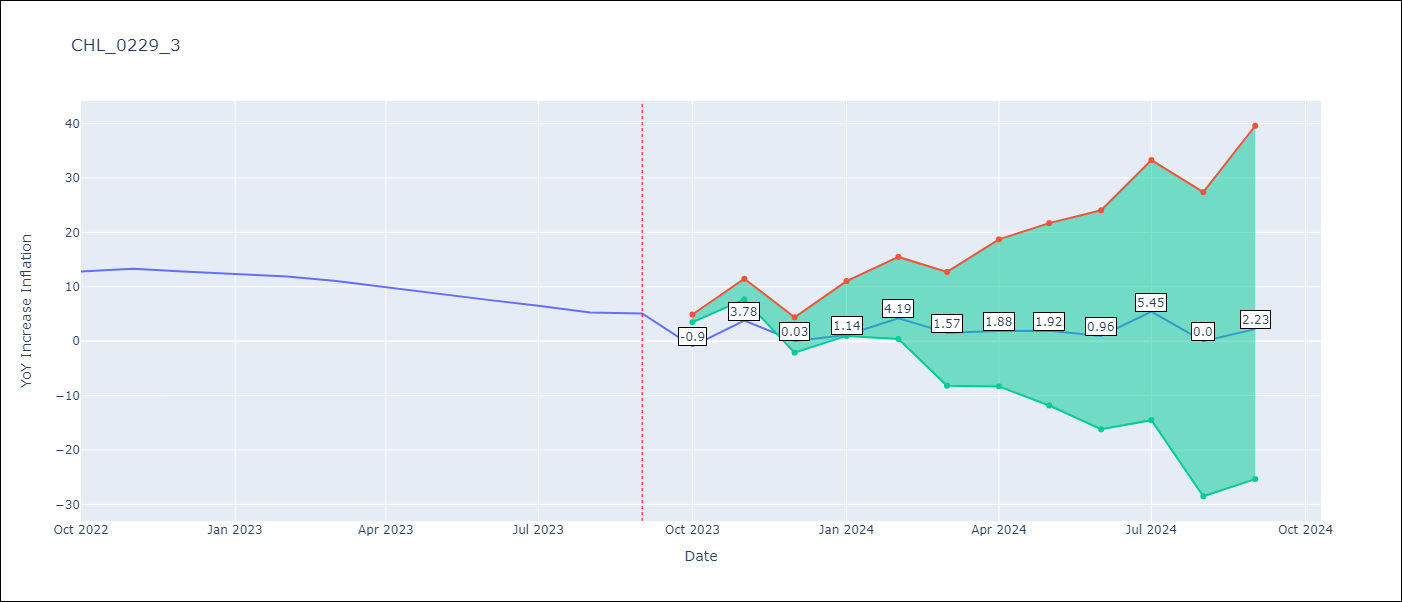 CHL_0229_3
YoY Increase Inflation
40
30
20
10
0
−10
−20
−30
-0.9
3.78
0.03
1.14
4.19
1.57
1.88
1.92
0.96
5.45
0.0
2.23
Oct 2022
Jan 2023
Apr 2023
Jul 2023
Oct 2023
Jan 2024
Apr 2024
Jul 2024
Oct 2024
Date